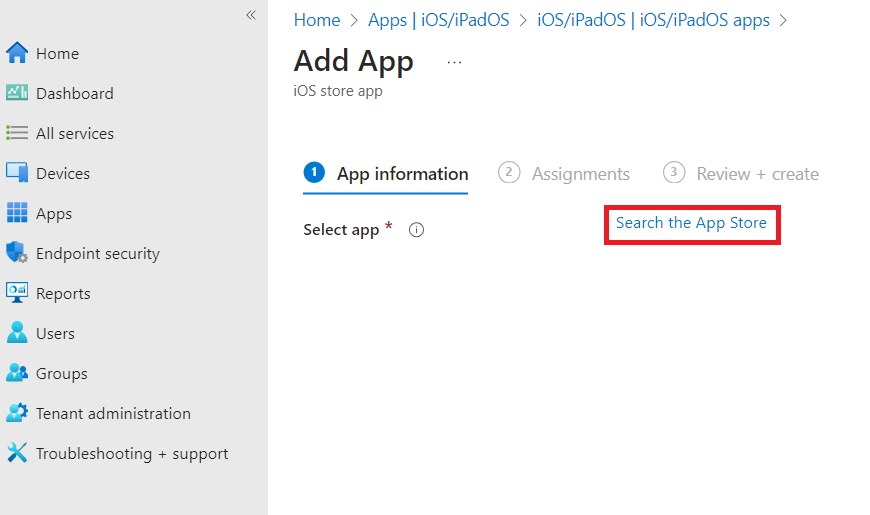 «
Home
Dashboard
All services
Devices
Apps
Endpoint security
Reports
Users
Groups
Tenant administration
Troubleshooting + support
Home > Apps | iOS/iPadOS > iOS/iPadOS | iOS/iPadOS apps >
Add App ...
iOS store app
1 App information 2 Assignments 3 Review + create
Select app * i Search the App Store